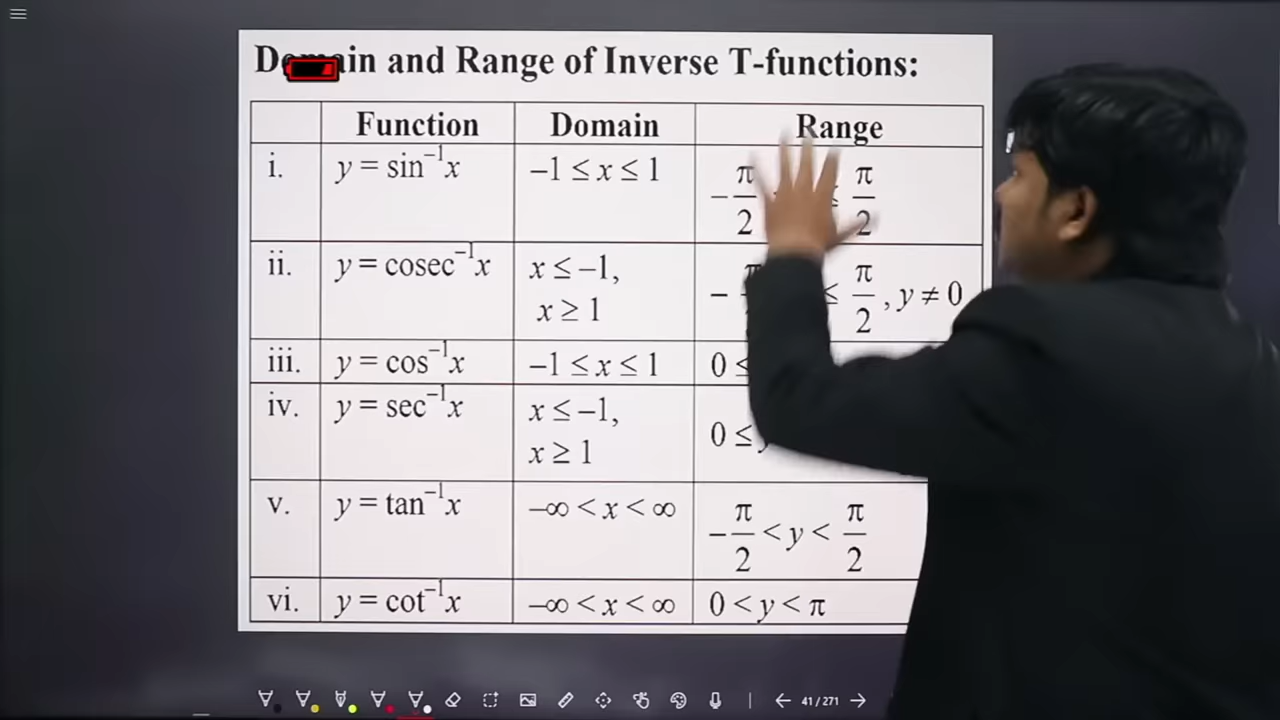 Domain and Range of Inverse T-functions:
Function Domain Range
i. y = sin⁻¹x −1 ≤ x ≤ 1 −π/2 ≤ π/2
ii. y = cosec⁻¹x x ≤ −1, x ≥ 1 − ≤ π/2, y ≠ 0
iii. y = cos⁻¹x −1 ≤ x ≤ 1 0 ≤
iv. y = sec⁻¹x x ≤ −1, x ≥ 1 0 ≤ y
v. y = tan⁻¹x −∞ < x < ∞ −π/2 < y < π/2
vi. y = cot⁻¹x −∞ < x < ∞ 0 < y < π
41 / 271